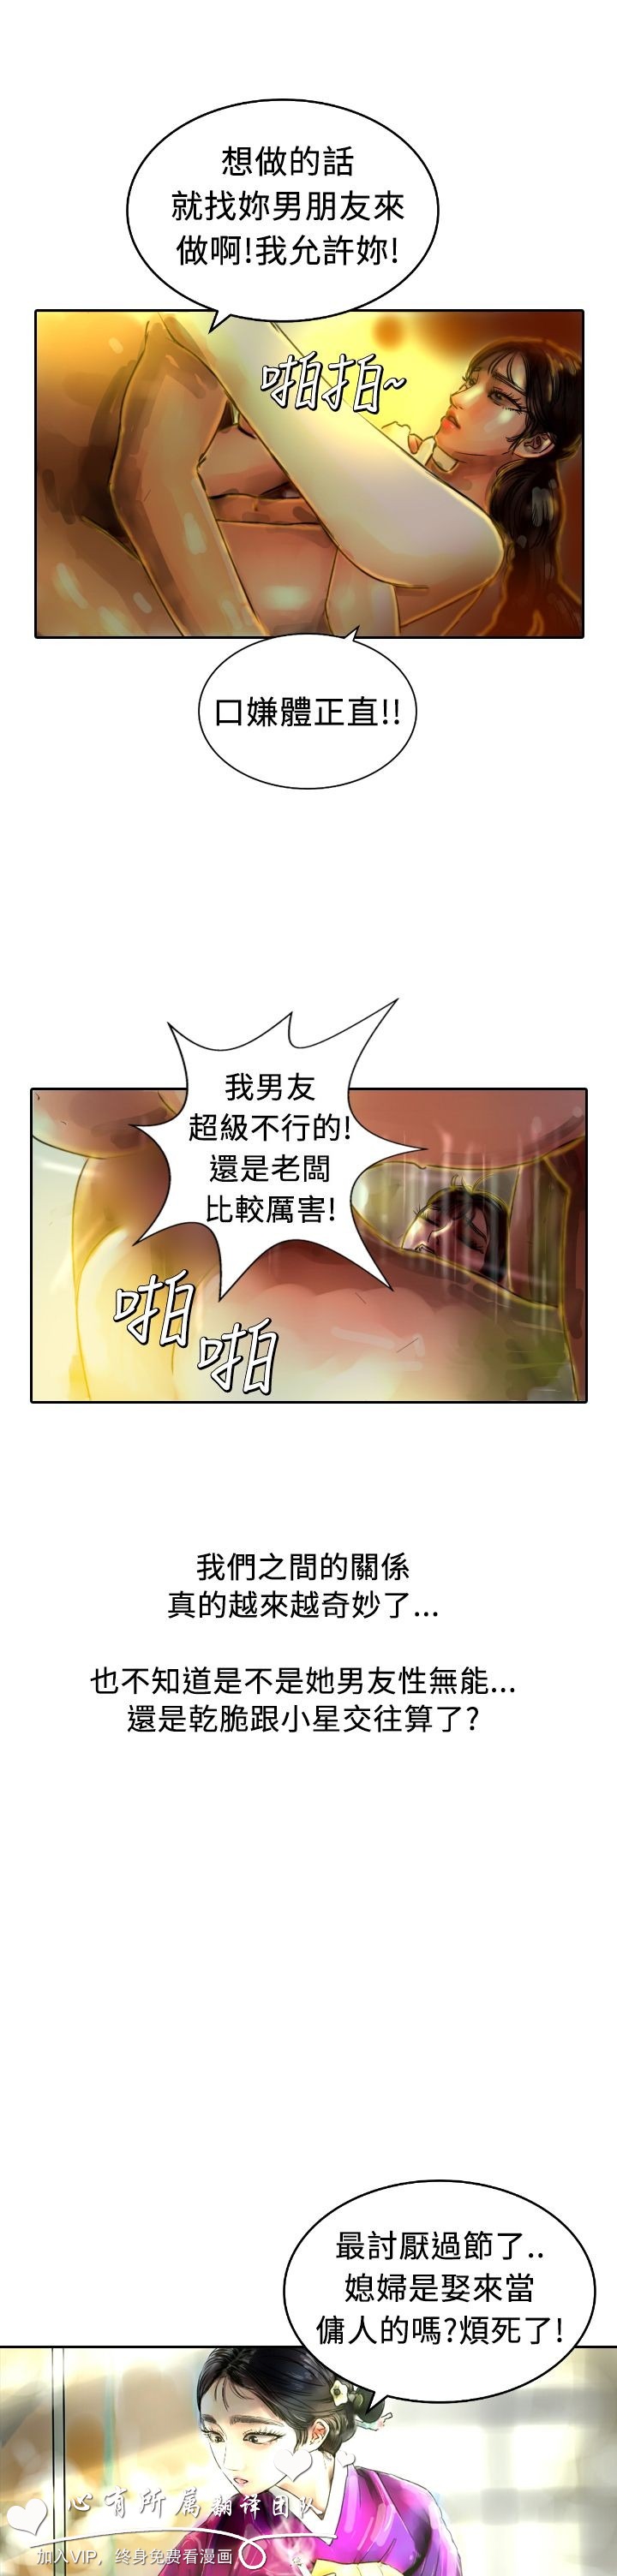 想做的話
就找妳男朋友來
做啊!我允許妳!
啪啪~
口嫌體正直!!
我男友
超級不行的!
還是老闆
比較厲害!
啪
啪
我們之間的關係
真的越來越奇妙了...
也不知道是不是她男友性無能...
還是乾脆跟小星交往算了?
最討厭過節了..
媳婦是娶來當
傭人的嗎?煩死了!
心有所属翻译团队
加入VIP，终身免费看漫画